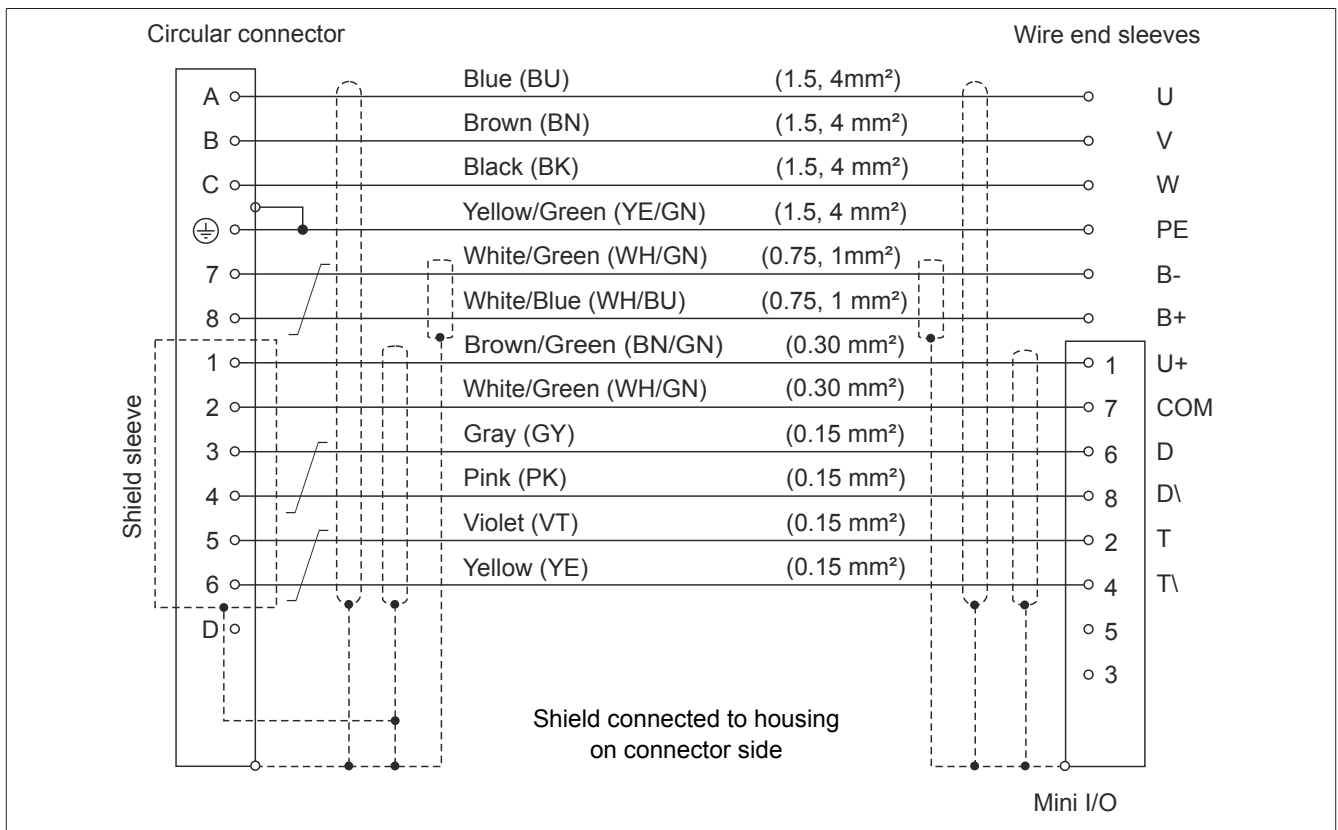 Circular connector
Wire end sleeves
A Blue (BU) (1.5, 4mm²) U
B Brown (BN) (1.5, 4 mm²) V
C Black (BK) (1.5, 4 mm²) W
Yellow/Green (YE/GN) (1.5, 4 mm²) PE
7 White/Green (WH/GN) (0.75, 1mm²) B-
8 White/Blue (WH/BU) (0.75, 1 mm²) B+
1 Brown/Green (BN/GN) (0.30 mm²) 1 U+
2 White/Green (WH/GN) (0.30 mm²) 7 COM
3 Gray (GY) (0.15 mm²) 6 D
4 Pink (PK) (0.15 mm²) 8 D\
5 Violet (VT) (0.15 mm²) 2 T
6 Yellow (YE) (0.15 mm²) 4 T\
Shield sleeve
D 5
3
Shield connected to housing
on connector side
Mini I/O